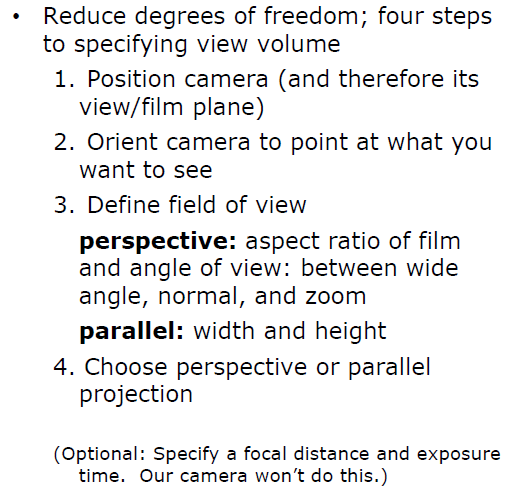 • Reduce degrees of freedom; four steps
to specifying view volume
1. Position camera (and therefore its
view/film plane)
2. Orient camera to point at what you
want to see
3. Define field of view
perspective: aspect ratio of film
and angle of view: between wide
angle, normal, and zoom
parallel: width and height
4. Choose perspective or parallel
projection
(Optional: Specify a focal distance and exposure
time. Our camera won't do this.)